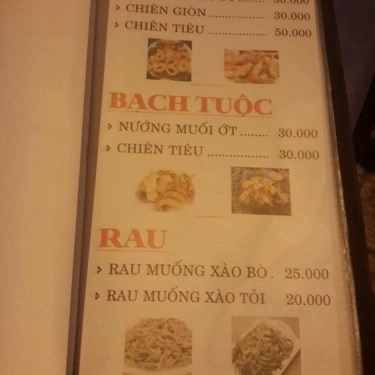 CHIÊN GIÒN ........ 30.000
CHIÊN TIÊU ........ 50.000
BẠCH TUỘC
NƯỚNG MUỐI ỚT ........ 30.000
CHIÊN TIÊU ................ 30.000
RAU
RAU MUỐNG XÀO BÒ . 25.000
RAU MUỐNG XÀO TỎI 20.000